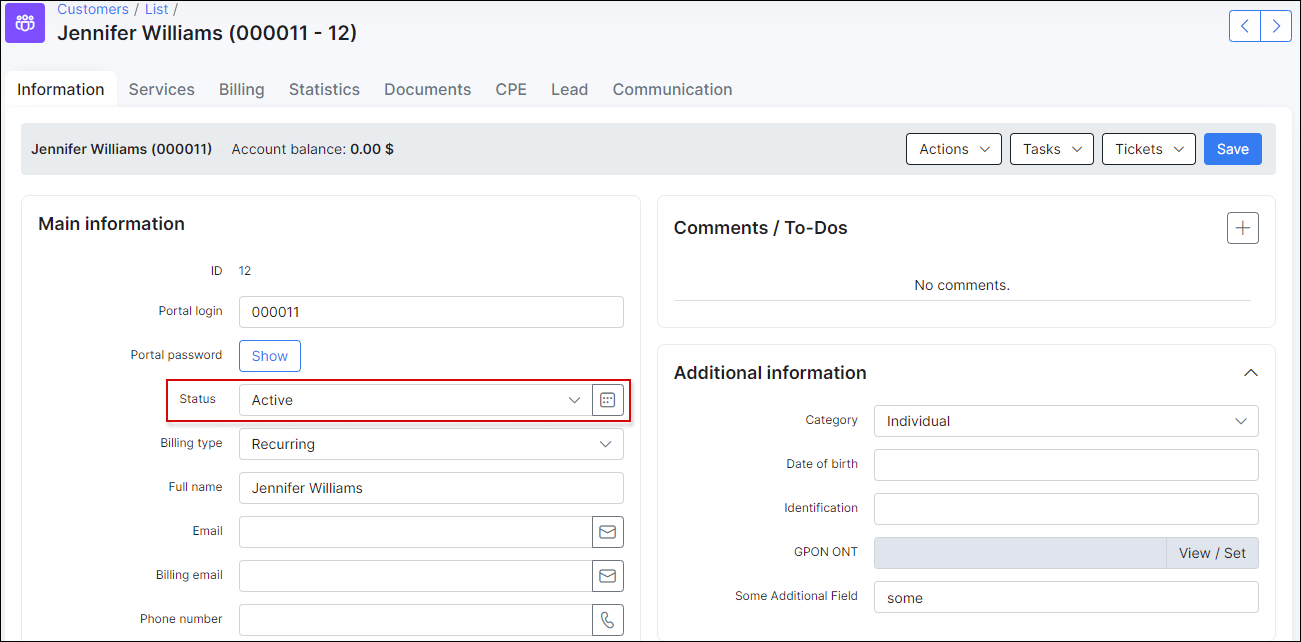 Customers / List /
Jennifer Williams (000011 - 12)
Information Services Billing Statistics Documents CPE Lead Communication
Jennifer Williams (000011) Account balance: 0.00 $ Actions Tasks Tickets Save
Main information
ID 12
Portal login 000011
Portal password Show
Status Active
Billing type Recurring
Full name Jennifer Williams
Email
Billing email
Phone number
Comments / To-Dos
No comments.
Additional information
Category Individual
Date of birth
Identification
GPON ONT View / Set
Some Additional Field some